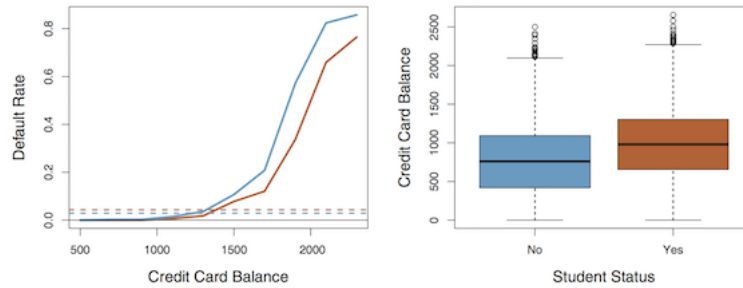 Default Rate
0.8
0.6
0.4
0.2
0.0
500 1000 1500 2000
Credit Card Balance
Credit Card Balance
2500
2000
1500
1000
500
0
No Yes
Student Status